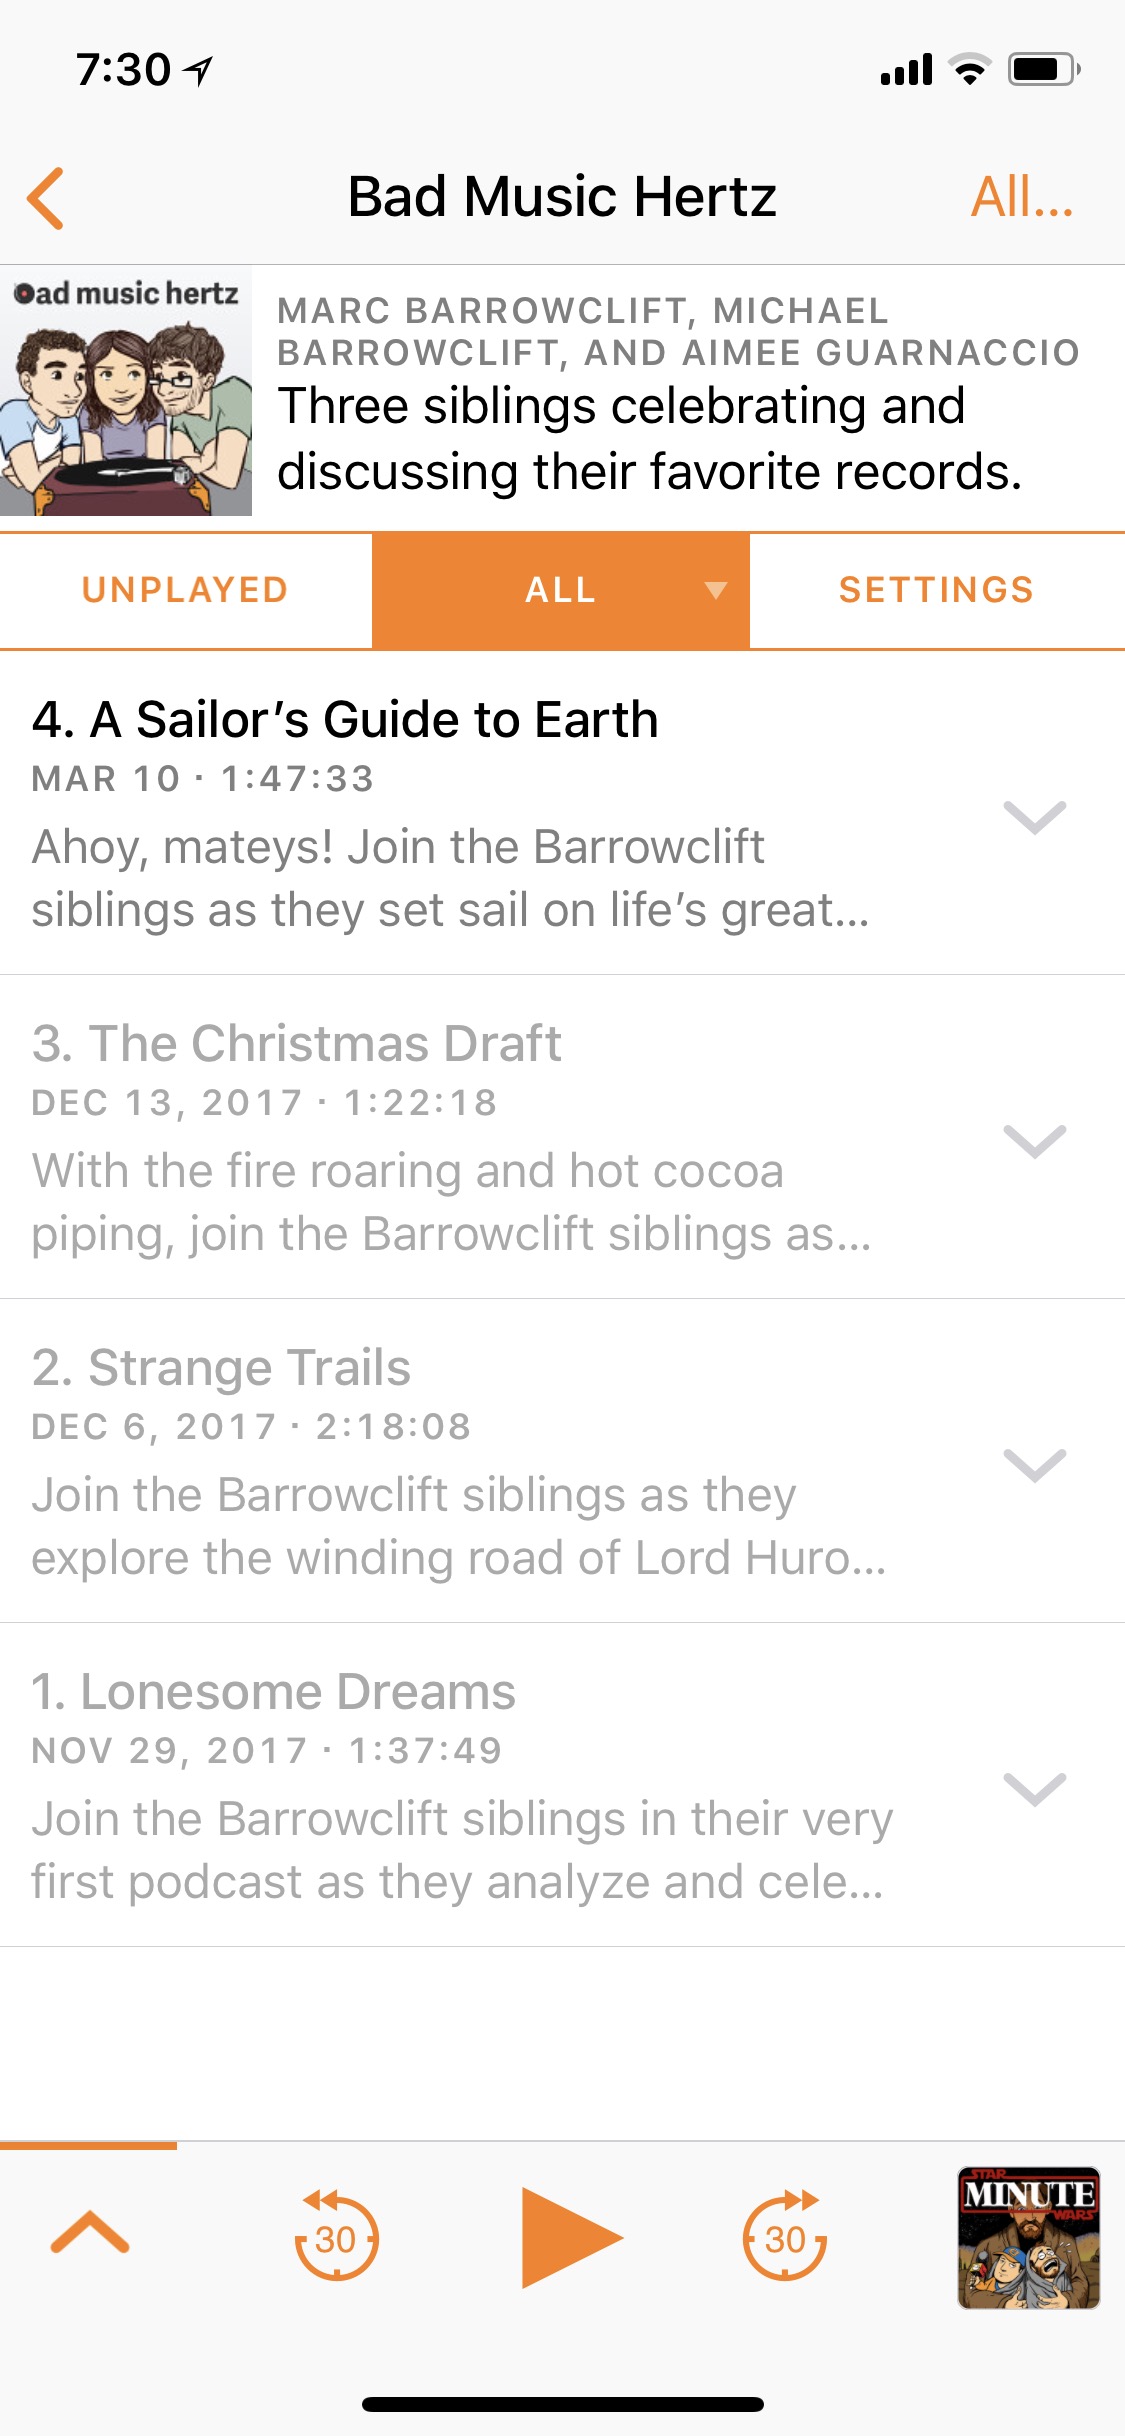 7:30
Bad Music Hertz
All...
bad music hertz
MARC BARROWCLIFT, MICHAEL
BARROWCLIFT, AND AIMEE GUARNACCIO
Three siblings celebrating and
discussing their favorite records.
UNPLAYED
ALL
SETTINGS
4. A Sailor’s Guide to Earth
MAR 10 · 1:47:33
Ahoy, mateys! Join the Barrowclift
siblings as they set sail on life’s great...
3. The Christmas Draft
DEC 13, 2017 · 1:22:18
With the fire roaring and hot cocoa
piping, join the Barrowclift siblings as...
2. Strange Trails
DEC 6, 2017 · 2:18:08
Join the Barrowclift siblings as they
explore the winding road of Lord Huro...
1. Lonesome Dreams
NOV 29, 2017 · 1:37:49
Join the Barrowclift siblings in their very
first podcast as they analyze and cele...
30
30
STAR
MINUTE
WARS